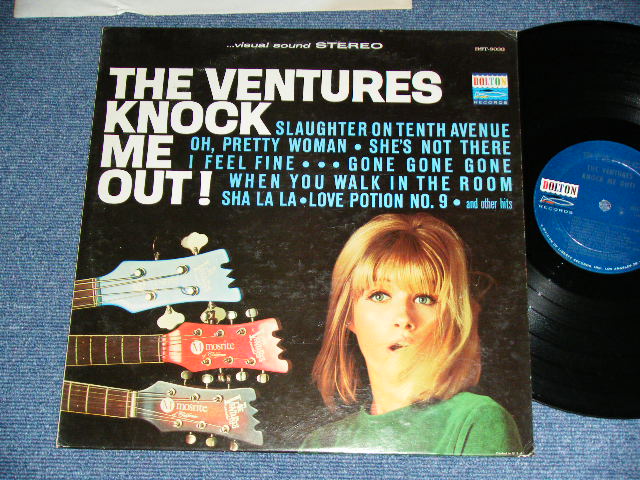 ...visual sound STEREO
BST-8033
THE VENTURES
KNOCK
ME
OUT!
SLAUGHTER ON TENTH AVENUE
OH, PRETTY WOMAN • SHE'S NOT THERE
I FEEL FINE • • • GONE GONE GONE
WHEN YOU WALK IN THE ROOM
SHA LA LA • LOVE POTION NO. 9 • and other hits
DOLTON
RECORDS
DOLTON
RECORDS
THE VENTURES
KNOCK ME OUT!
M mosrite
M mosrite